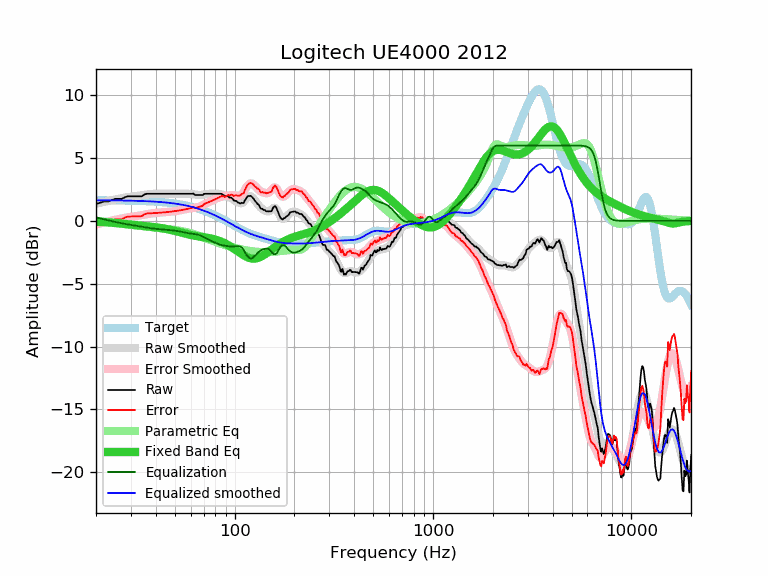 Logitech UE4000 2012
Amplitude (dBr)
10
5
0
−5
−10
−15
−20
Target
Raw Smoothed
Error Smoothed
Raw
Error
Parametric Eq
Fixed Band Eq
Equalization
Equalized smoothed
100
1000
10000
Frequency (Hz)